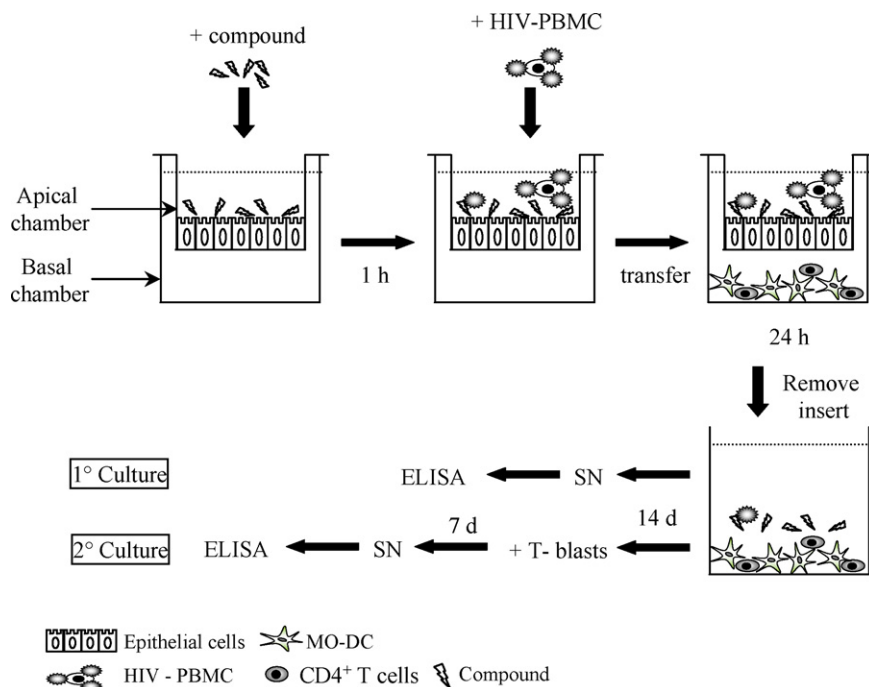 + compound
+ HIV-PBMC
Apical
chamber
Basal
chamber
1 h
transfer
24 h
Remove
insert
1° Culture
ELISA
SN
14 d
2° Culture
ELISA
SN
7 d
+ T- blasts
Epithelial cells
MO-DC
HIV - PBMC
CD4⁺ T cells
Compound